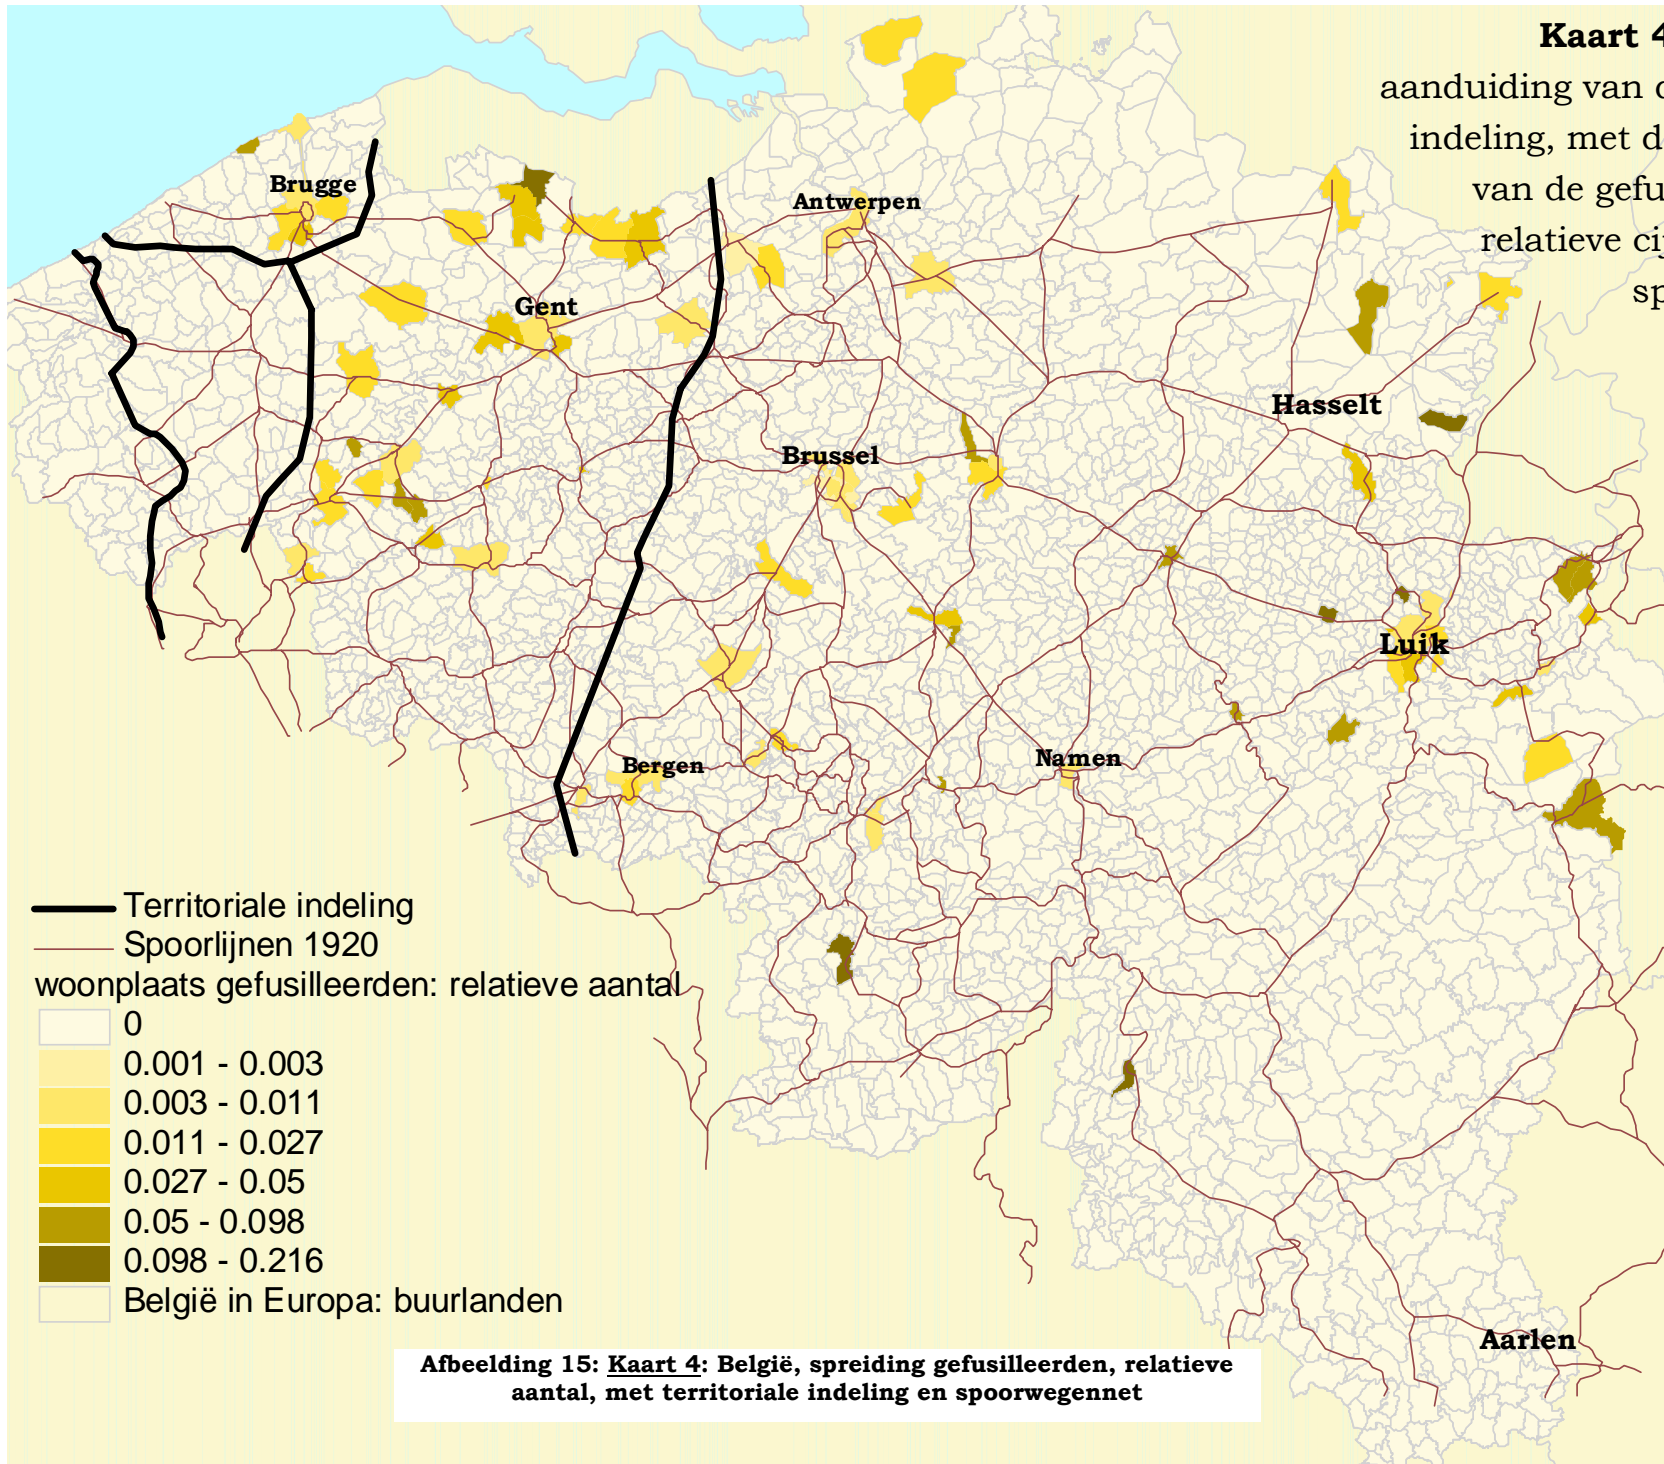 Kaart 4
aanduiding van d
indeling, met de
van de gefu
relatieve cij
sp
Brugge
Antwerpen
Gent
Hasselt
Brussel
Luik
Namen
Bergen
Aarlen
Territoriale indeling
Spoorlijnen 1920
woonplaats gefusilleerden: relatieve aantal
0
0.001 - 0.003
0.003 - 0.011
0.011 - 0.027
0.027 - 0.05
0.05 - 0.098
0.098 - 0.216
België in Europa: buurlanden
Afbeelding 15: Kaart 4: België, spreiding gefusilleerden, relatieve
aantal, met territoriale indeling en spoorwegennet